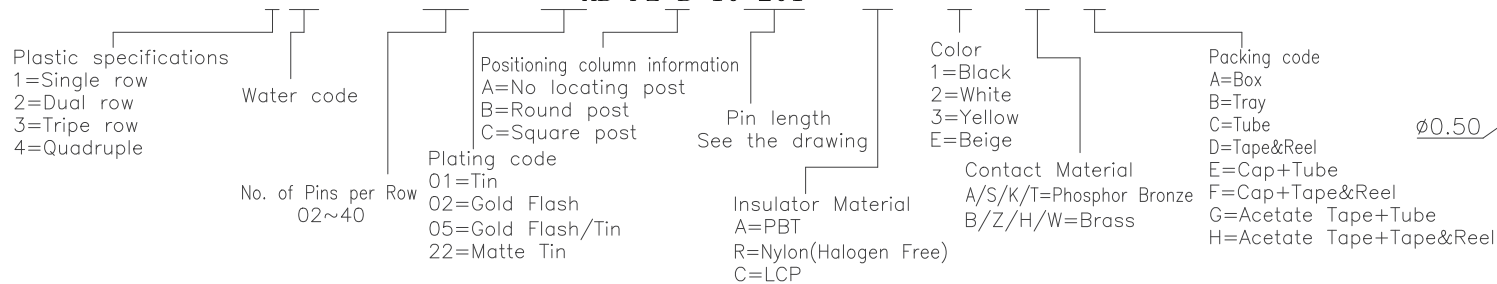 Plastic specifications
1=Single row
2=Dual row
3=Tripe row
4=Quadruple
Water code
No. of Pins per Row
02~40
Plating code
01=Tin
02=Gold Flash
05=Gold Flash/Tin
22=Matte Tin
Positioning column information
A=No locating post
B=Round post
C=Square post
Pin length
See the drawing
Insulator Material
A=PBT
R=Nylon(Halogen Free)
C=LCP
Color
1=Black
2=White
3=Yellow
E=Beige
Contact Material
A/S/K/T=Phosphor Bronze
B/Z/H/W=Brass
Packing code
A=Box
B=Tray
C=Tube
D=Tape&Reel
E=Cap+Tube
F=Cap+Tape&Reel
G=Acetate Tape+Tube
H=Acetate Tape+Tape&Reel
ø0.50